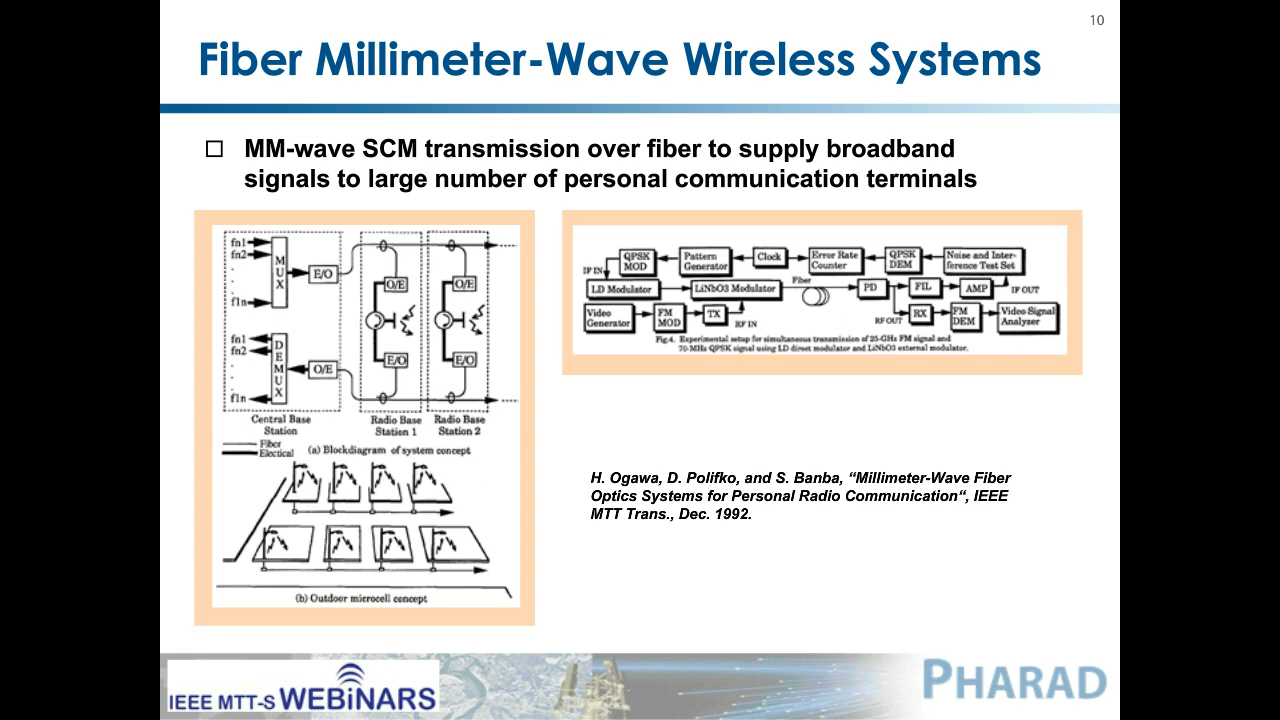 10
Fiber Millimeter-Wave Wireless Systems
MM-wave SCM transmission over fiber to supply broadband
signals to large number of personal communication terminals
fn1
fn2
f1n
MUX
E/O
O/E
O/E
fn1
fn2
f1n
DEMUX
O/E
E/O
E/O
Central Base
Station
Radio Base
Station 1
Radio Base
Station 2
Fiber
Electical
(a) Blockdiagram of system concept
(b) Outdoor microcell concept
QPSK
MOD
Pattern
Generator
Clock
Error Rate
Counter
QPSK
DEM
Noise and Inter-
ference Test Set
IF IN
LD Modulator
LiNbO3 Modulator
Fiber
PD
FIL
AMP
IF OUT
Video
Generator
FM
MOD
TX
RF IN
RF OUT
RX
FM
DEM
Video Signal
Analyzer
Fig.4. Experimental setup for simultaneous transmission of 25-GHz FM signal and
70-MHz QPSK signal using LD direct modulator and LiNbO3 external modulator.
H. Ogawa, D. Polifko, and S. Banba, “Millimeter-Wave Fiber
Optics Systems for Personal Radio Communication“, IEEE
MTT Trans., Dec. 1992.
IEEE MTT-S WEBiNARS
PHARAD